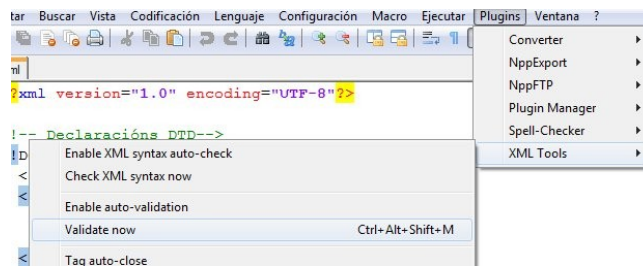 tar Buscar Vista Codificación Lenguaje Configuración Macro Ejecutar Plugins Ventana ?
Converter
NppExport
NppFTP
Plugin Manager
Spell-Checker
XML Tools
ml
?xml version="1.0" encoding="UTF-8"?>
!-- Declaracións DTD-->
!D
<
<
<
Enable XML syntax auto-check
Check XML syntax now
Enable auto-validation
Validate now Ctrl+Alt+Shift+M
Tag auto-close